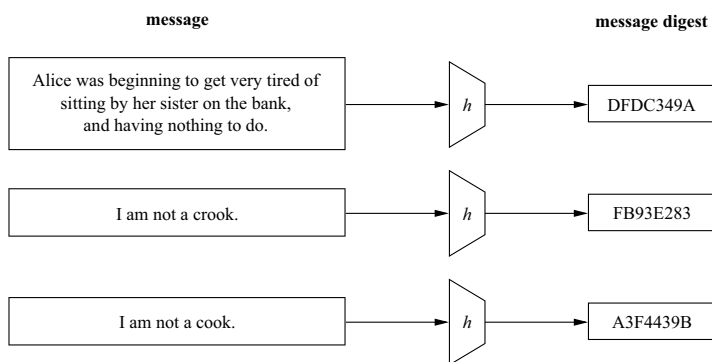 message
message digest
Alice was beginning to get very tired of
sitting by her sister on the bank,
and having nothing to do.
h
DFDC349A
I am not a crook.
h
FB93E283
I am not a cook.
h
A3F4439B